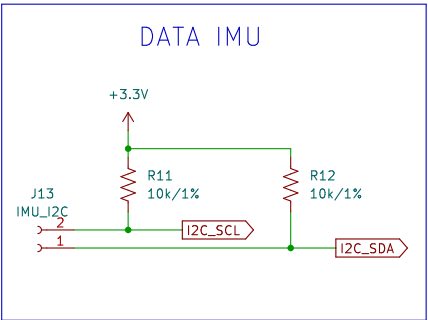 DATA IMU
+3.3V
R11
10k/1%
R12
10k/1%
J13
IMU_I2C
2
I2C_SCL
1
I2C_SDA